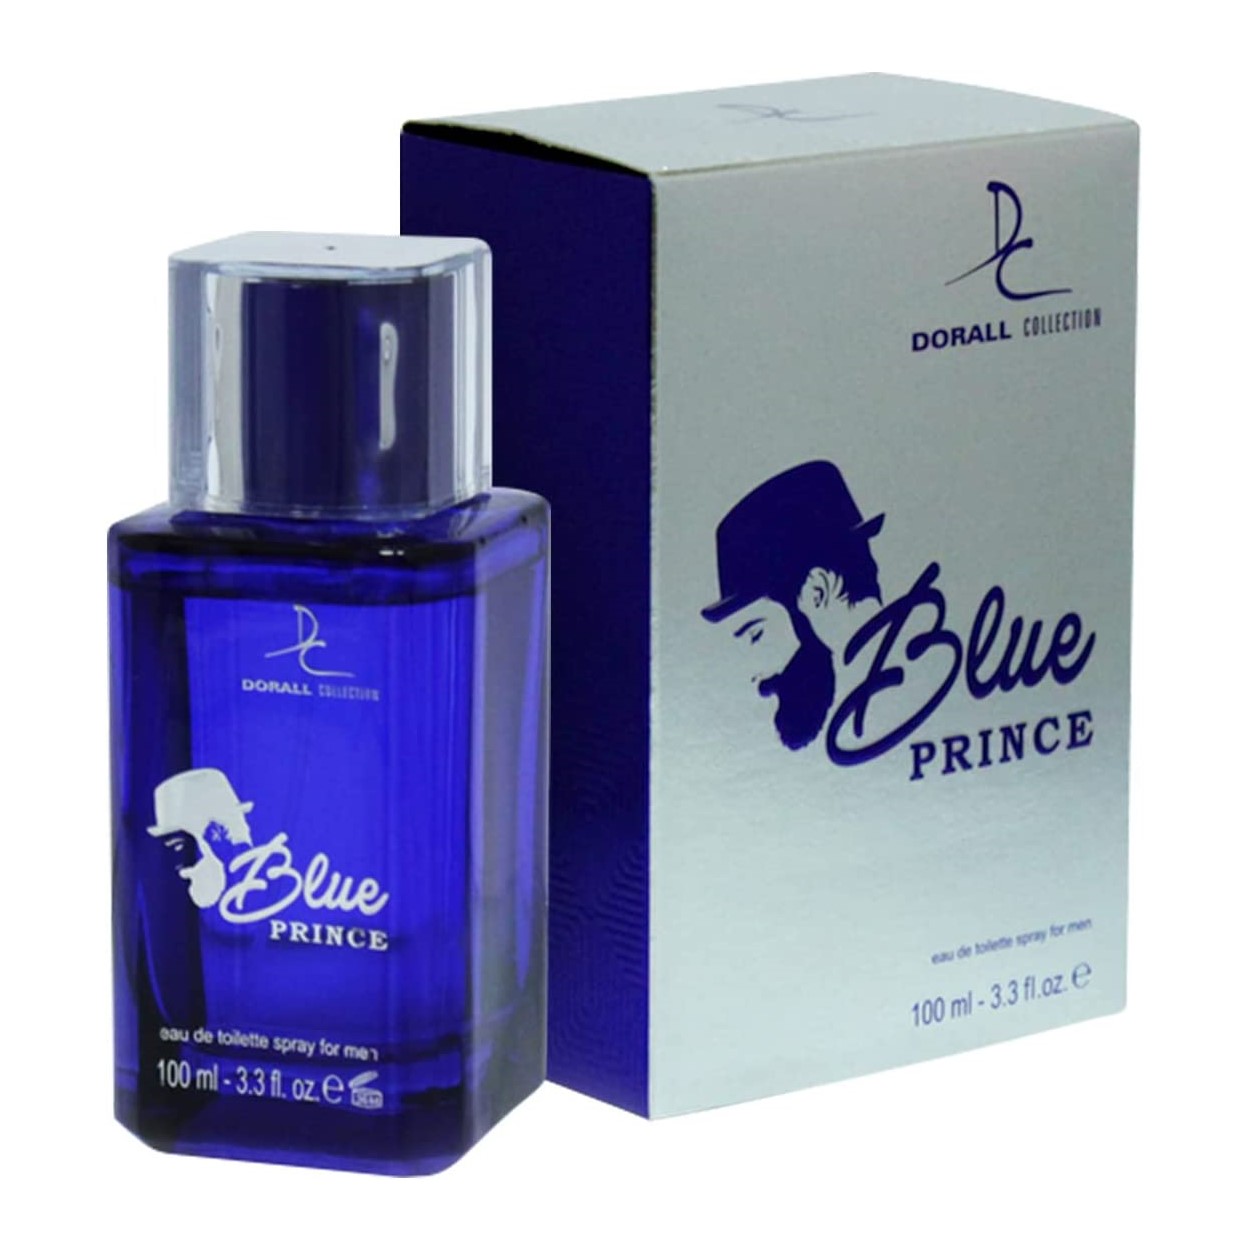 DC
DC
DORALL COLLECTION
Blue
PRINCE
eau de toilette spray for men
100 ml - 3.3 fl.oz. ℮
DC
DORALL COLLECTION
Blue
PRINCE
eau de toilette spray for men
100 ml - 3.3 fl. oz. ℮